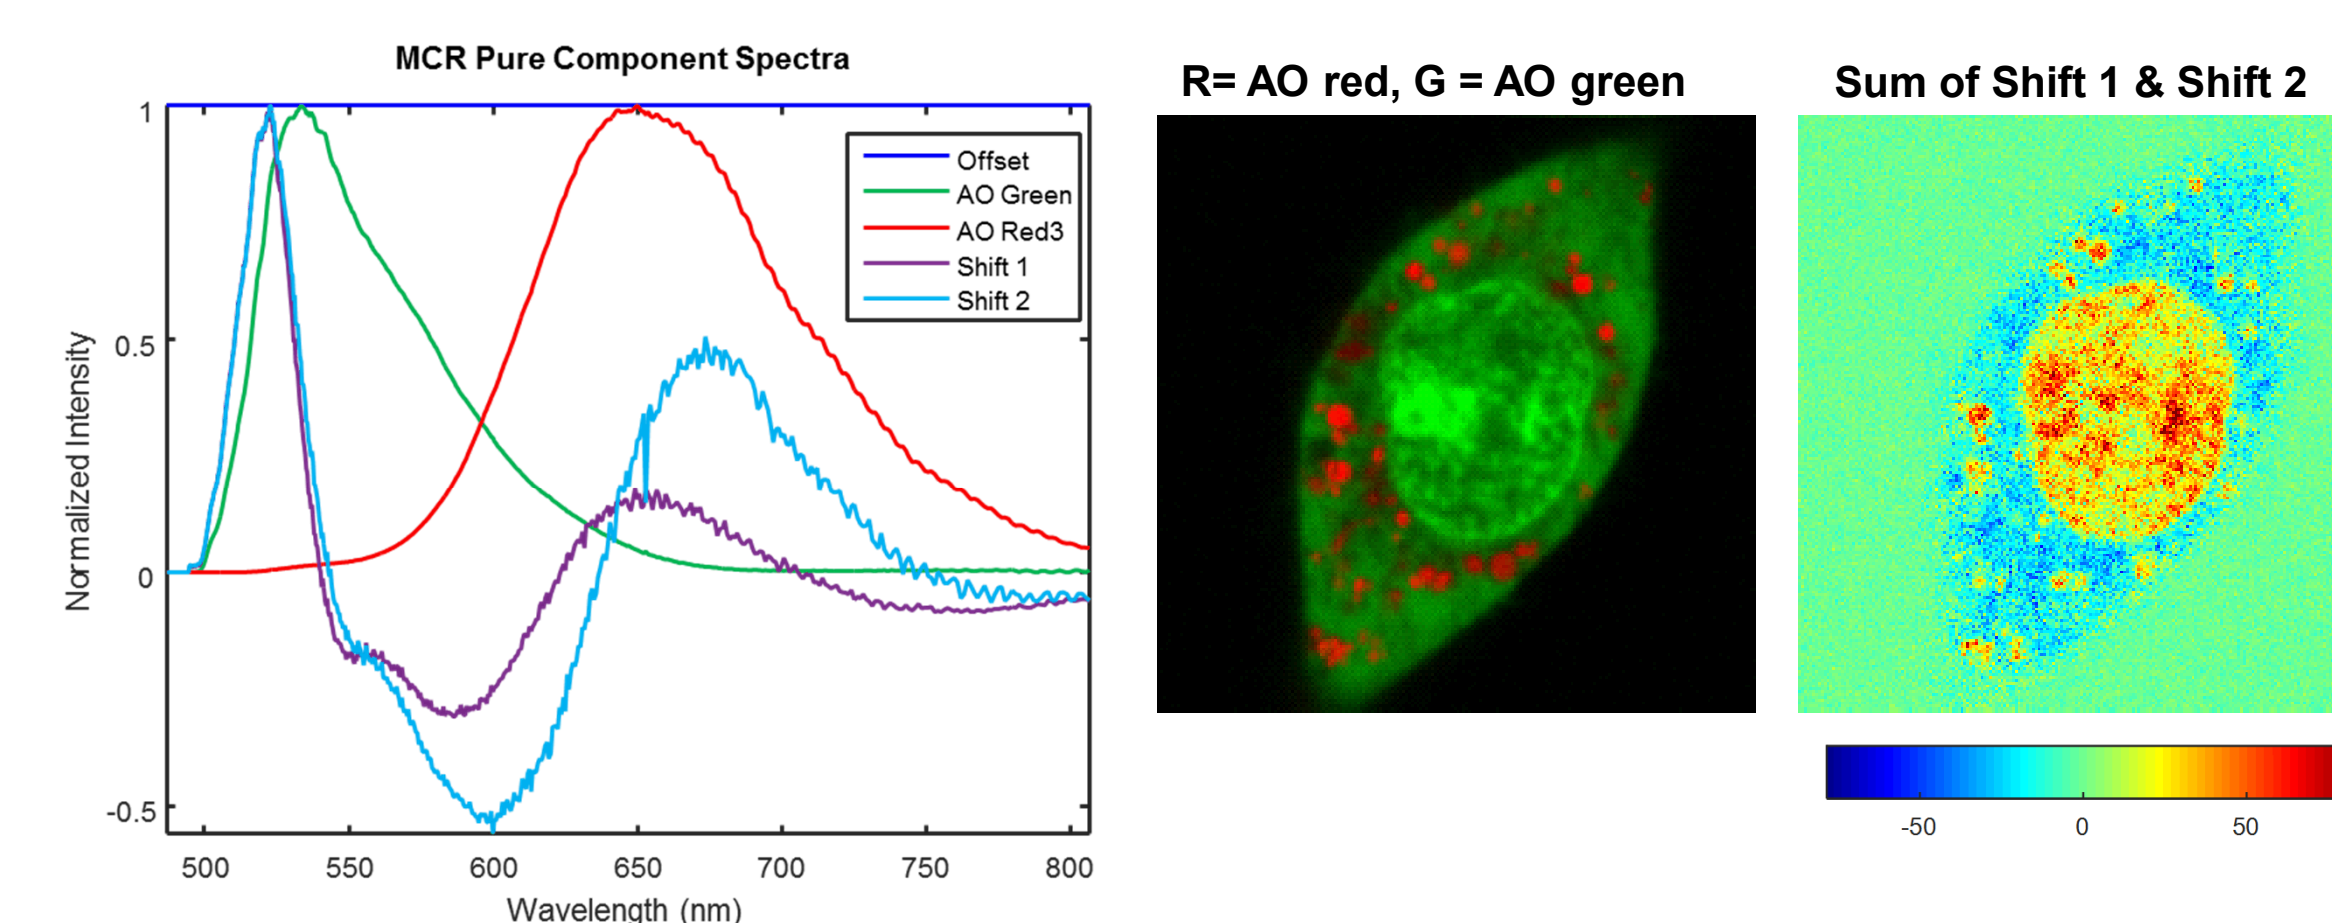 MCR Pure Component Spectra
1
0.5
0
-0.5
Normalized Intensity
Offset
AO Green
AO Red3
Shift 1
Shift 2
500 550 600 650 700 750 800
Wavelength (nm)
R= AO red, G = AO green
Sum of Shift 1 & Shift 2
-50 0 50